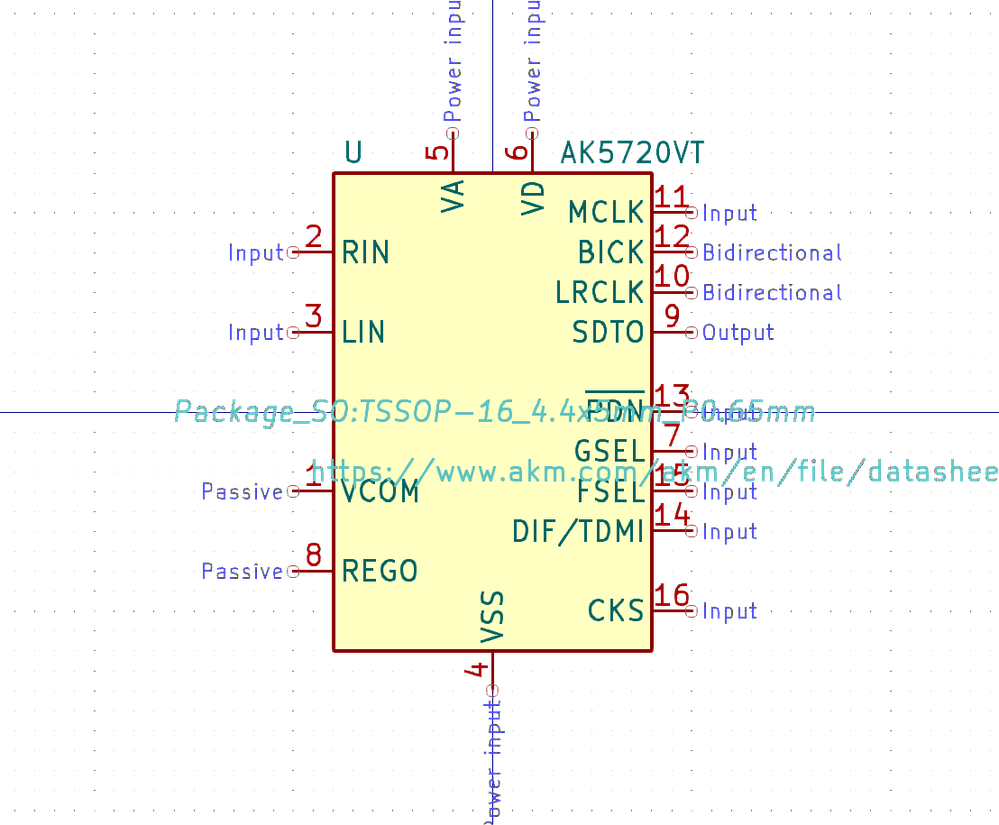 Power inpu
Power inpu
U
5
6
AK5720VT
VA
VD
MCLK
11
Input
Input
2
RIN
BICK
12
Bidirectional
LRCLK
10
Bidirectional
Input
3
LIN
SDTO
9
Output
PDN
13
Input
Package_SO:TSSOP-16_4.4x5mm_P0.65mm
GSEL
7
Input
https://www.akm.com/akm/en/file/datashee
Passive
1
VCOM
FSEL
15
Input
DIF/TDMI
14
Input
Passive
8
REGO
CKS
16
Input
VSS
4
Power input